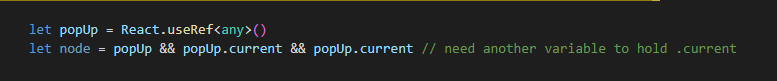 let popUp = React.useRef<any>()
let node = popUp && popUp.current && popUp.current // need another variable to hold .current